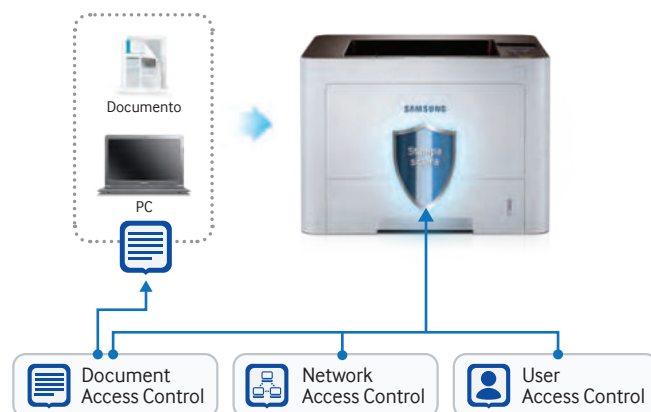 Documento
SAMSUNG
Stampa
sicura
PC
Document
Access Control
Network
Access Control
User
Access Control